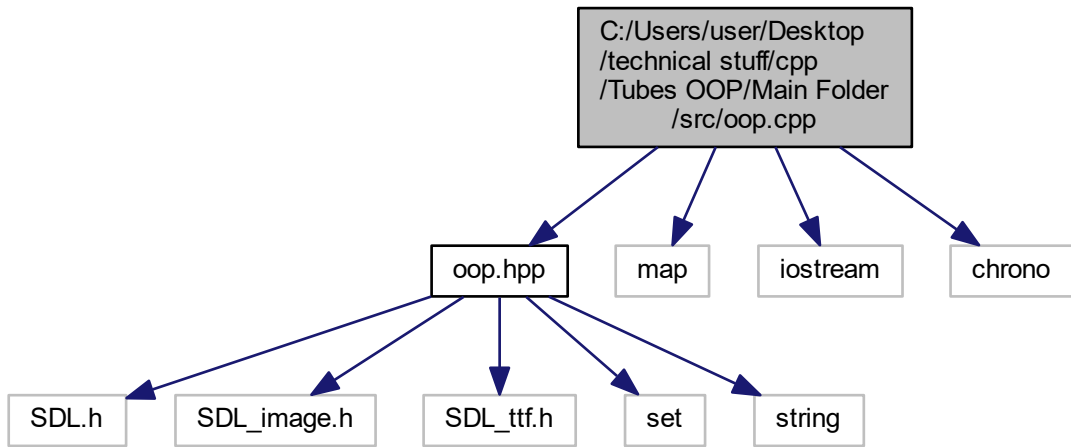 C:/Users/user/Desktop
/technical stuff/cpp
/Tubes OOP/Main Folder
/src/oop.cpp
oop.hpp
map
iostream
chrono
SDL.h
SDL_image.h
SDL_ttf.h
set
string